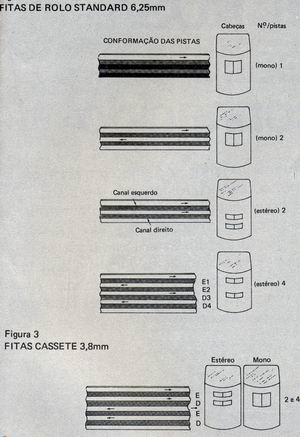 FITAS DE ROLO STANDARD 6,25mm
Cabeças Nº/pistas
CONFORMAÇÃO DAS PISTAS
(mono) 1
(mono) 2
Canal esquerdo
(estéreo) 2
Canal direito
(estéreo) 4
E1
E2
D3
D4
Figura 3
FITAS CASSETE 3,8mm
Estéreo Mono
E
D
E
D
2 e 4